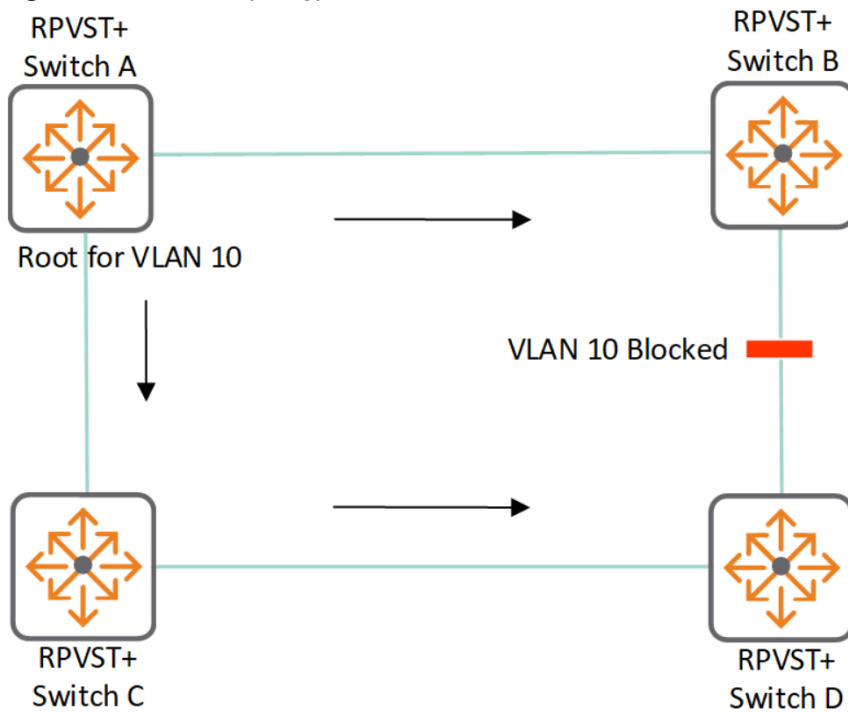 RPVST+
Switch A
RPVST+
Switch B
Root for VLAN 10
VLAN 10 Blocked
RPVST+
Switch C
RPVST+
Switch D